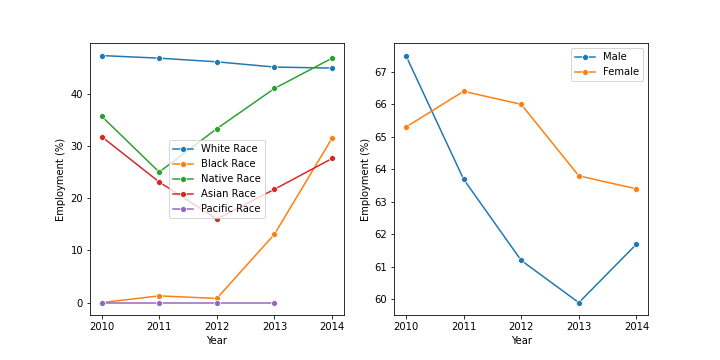 Employment (%)
40
30
20
10
0
2010 2011 2012 2013 2014
Year
White Race
Black Race
Native Race
Asian Race
Pacific Race
Employment (%)
67
66
65
64
63
62
61
60
2010 2011 2012 2013 2014
Year
Male
Female